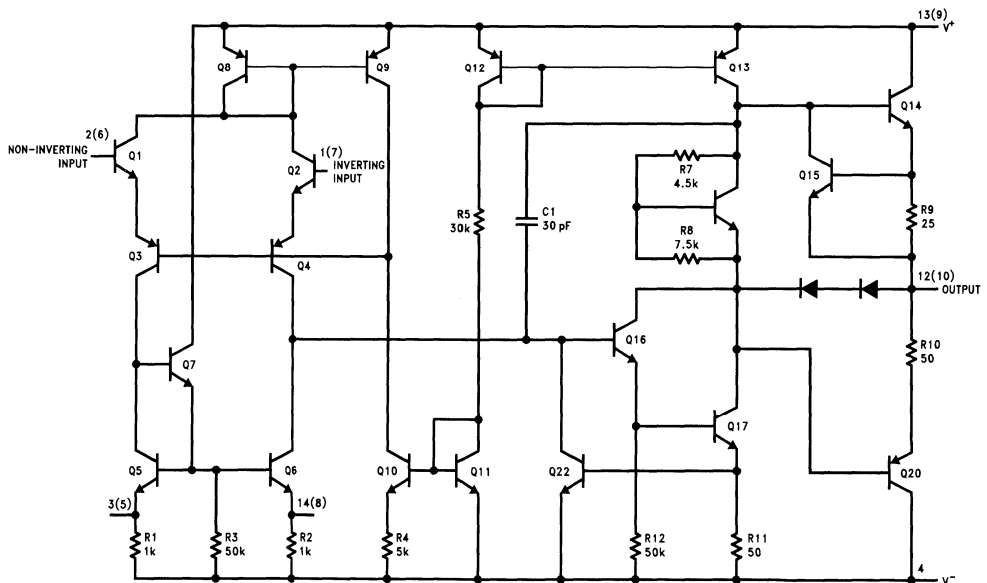 13(9)
V+
Q8
Q9
Q12
Q13
Q14
2(6)
NON-INVERTING
INPUT
Q1
1(7)
INVERTING
INPUT
Q2
R7
4.5k
Q15
R5
30k
C1
30 pF
R9
25
R8
7.5k
Q3
Q4
12(10)
OUTPUT
Q16
R10
50
Q7
Q17
Q5
Q6
Q10
Q11
Q22
Q20
3(5)
14(8)
R1
1k
R3
50k
R2
1k
R4
5k
R12
50k
R11
50
4
V-